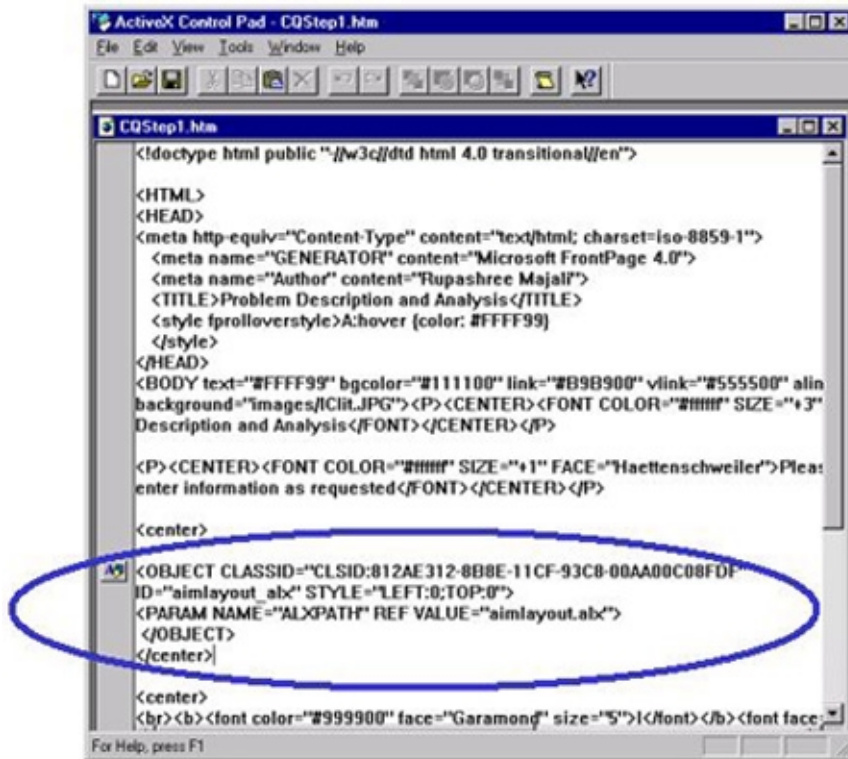 ActiveX Control Pad - CQStep1.htm
File Edit View Tools Window Help
CQStep1.htm
<!doctype html public "-//w3c//dtd html 4.0 transitional//en">
<HTML>
<HEAD>
<meta http-equiv="Content-Type" content="text/html; charset=iso-8859-1">
<meta name="GENERATOR" content="Microsoft FrontPage 4.0">
<meta name="Author" content="Rupashree Majali">
<TITLE>Problem Description and Analysis</TITLE>
<style fprolloverstyle>A:hover {color: #FFFF99}
</style>
</HEAD>
<BODY text="#FFFF99" bgcolor="#111100" link="#B9B900" vlink="#555500" alin
background="images/IClit.JPG"><P><CENTER><FONT COLOR="#ffffff" SIZE="+3"
Description and Analysis</FONT></CENTER></P>
<P><CENTER><FONT COLOR="#ffffff" SIZE="+1" FACE="Haettenschweiler">Pleas
enter information as requested</FONT></CENTER></P>
<center>
<OBJECT CLASSID="CLSID:812AE312-8B8E-11CF-93C8-00AA00C08FDF"
ID="aimlayout_alx" STYLE="LEFT:0;TOP:0">
<PARAM NAME="ALXPATH" REF VALUE="aimlayout.alx">
</OBJECT>
</center>
<center>
<br><b><font color="#999900" face="Garamond" size="5">I</font></b><font face
For Help, press F1